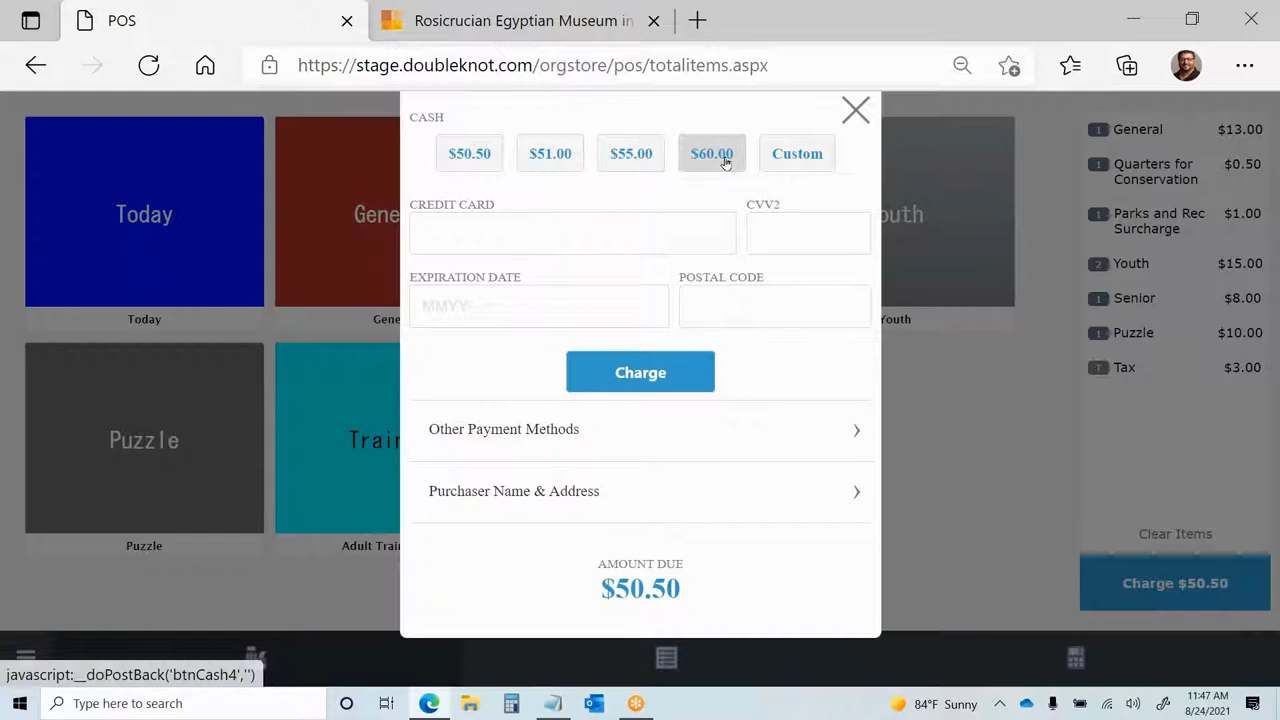 POS
Rosicrucian Egyptian Museum in
https://stage.doubleknot.com/orgstore/pos/totalitems.aspx
CASH
$50.50 $51.00 $55.00 $60.00 Custom
CREDIT CARD CVV2
EXPIRATION DATE POSTAL CODE
MMYY
Charge
Other Payment Methods
Purchaser Name & Address
AMOUNT DUE
$50.50
Today
Today
Gene
Gene
outh
Youth
Puzzle
Puzzle
Train
Adult Trai
1 General $13.00
1 Quarters for $0.50
Conservation
1 Parks and Rec $1.00
Surcharge
2 Youth $15.00
1 Senior $8.00
1 Puzzle $10.00
T Tax $3.00
Clear Items
Charge $50.50
javascript:__doPostBack('btnCash4','')
Type here to search
84°F Sunny
11:47 AM
8/24/2021